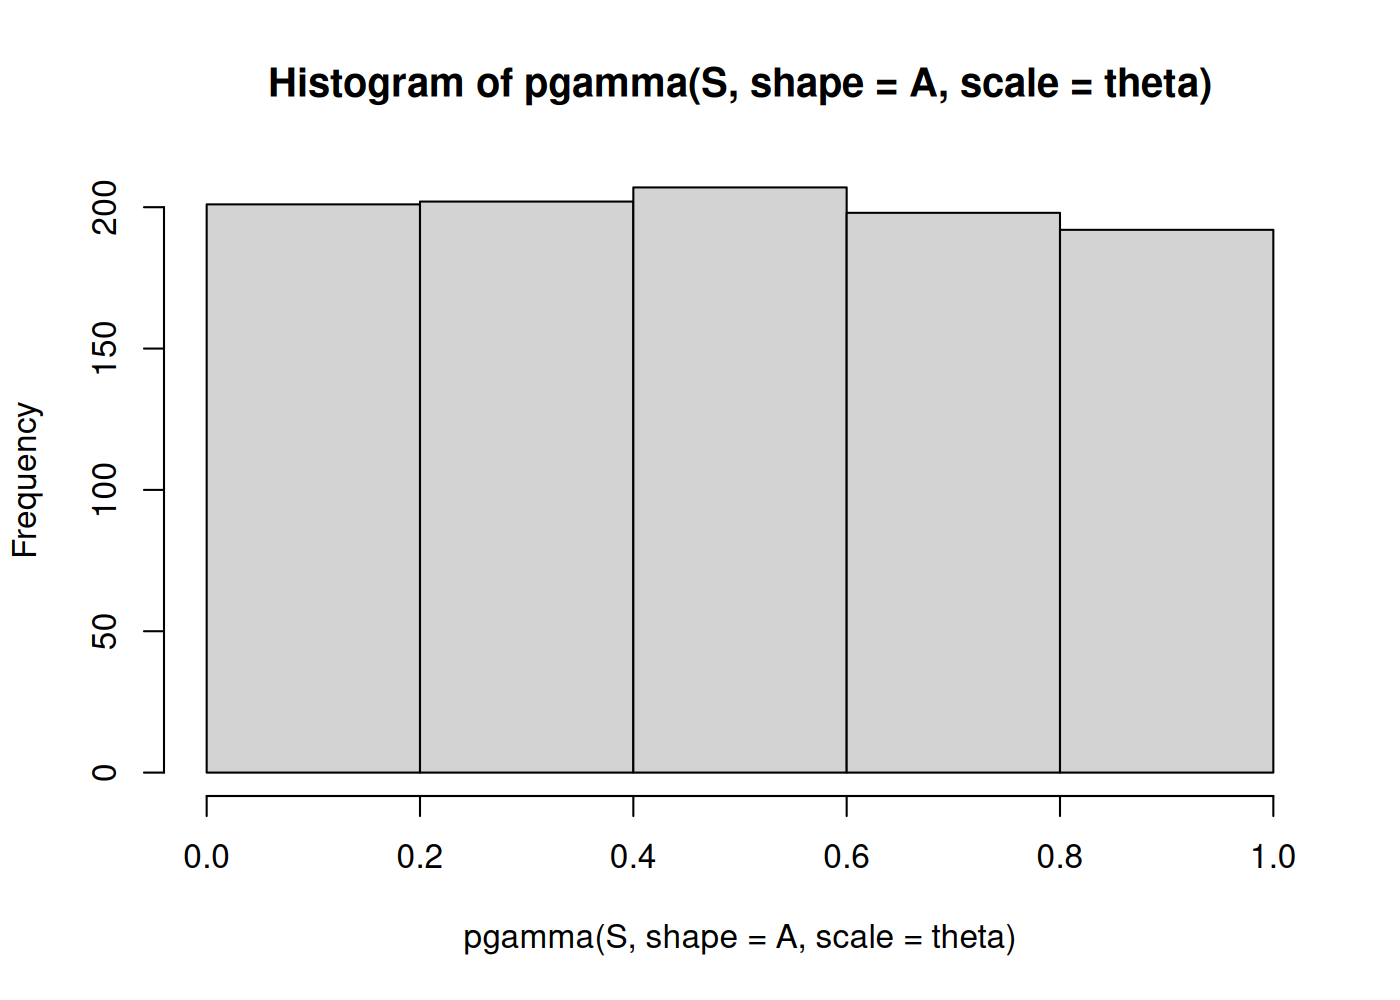 Histogram of pgamma(S, shape = A, scale = theta)
200
150
100
50
0
Frequency
0.0 0.2 0.4 0.6 0.8 1.0
pgamma(S, shape = A, scale = theta)